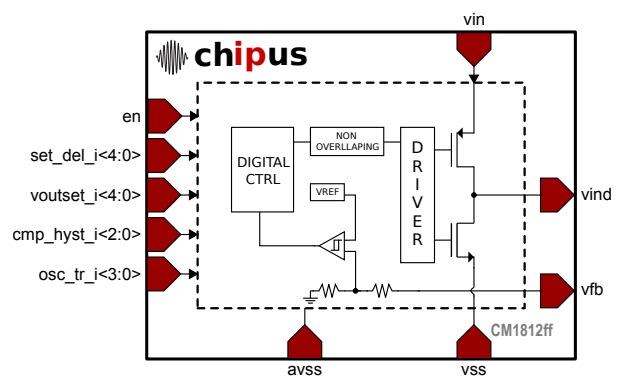 vin
chipus
en
set_del_i<4:0>
voutset_i<4:0>
cmp_hyst_i<2:0>
osc_tr_i<3:0>
DIGITAL
CTRL
NON
OVERLLAPING
VREF
DRIVER
vind
vfb
CM1812ff
avss
vss